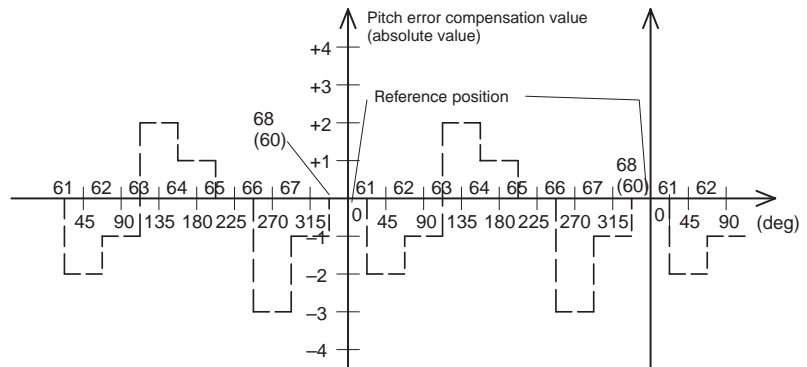 Pitch error compensation value
(absolute value)
+4
+3
Reference position
68
(60)
+2
+1
68
(60)
61 62 63 64 65 66 67 61 62 63 64 65 66 67 61 62
45 90 135 180 225 270 315 0 45 90 135 180 225 270 315 0 45 90 (deg)
–1
–2
–3
–4